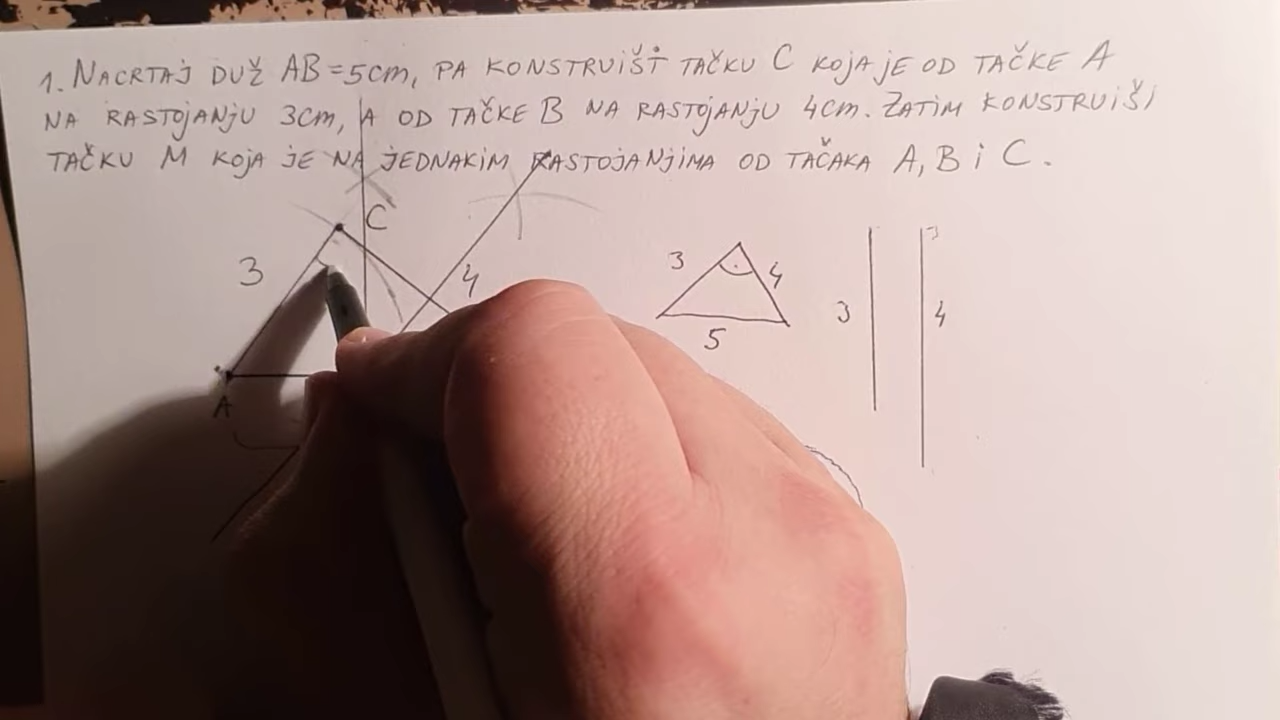 1. NACRTAJ DUŽ AB=5cm, PA KONSTRUIŠI TAČKU C KOJA JE OD TAČKE A
NA RASTOJANJU 3cm, A OD TAČKE B NA RASTOJANJU 4cm. ZATIM KONSTRUIŠI
TAČKU M KOJA JE NA JEDNAKIM RASTOJANJIMA OD TAČAKA A, B i C.
C
3 4
A
3 4
5
3 4